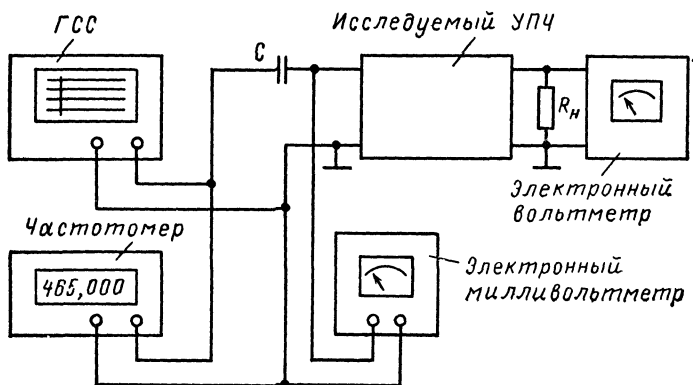 ГСС
Исследуемый УПЧ
C
Rн
Электронный
вольтметр
Частотомер
465,000
Электронный
милливольтметр